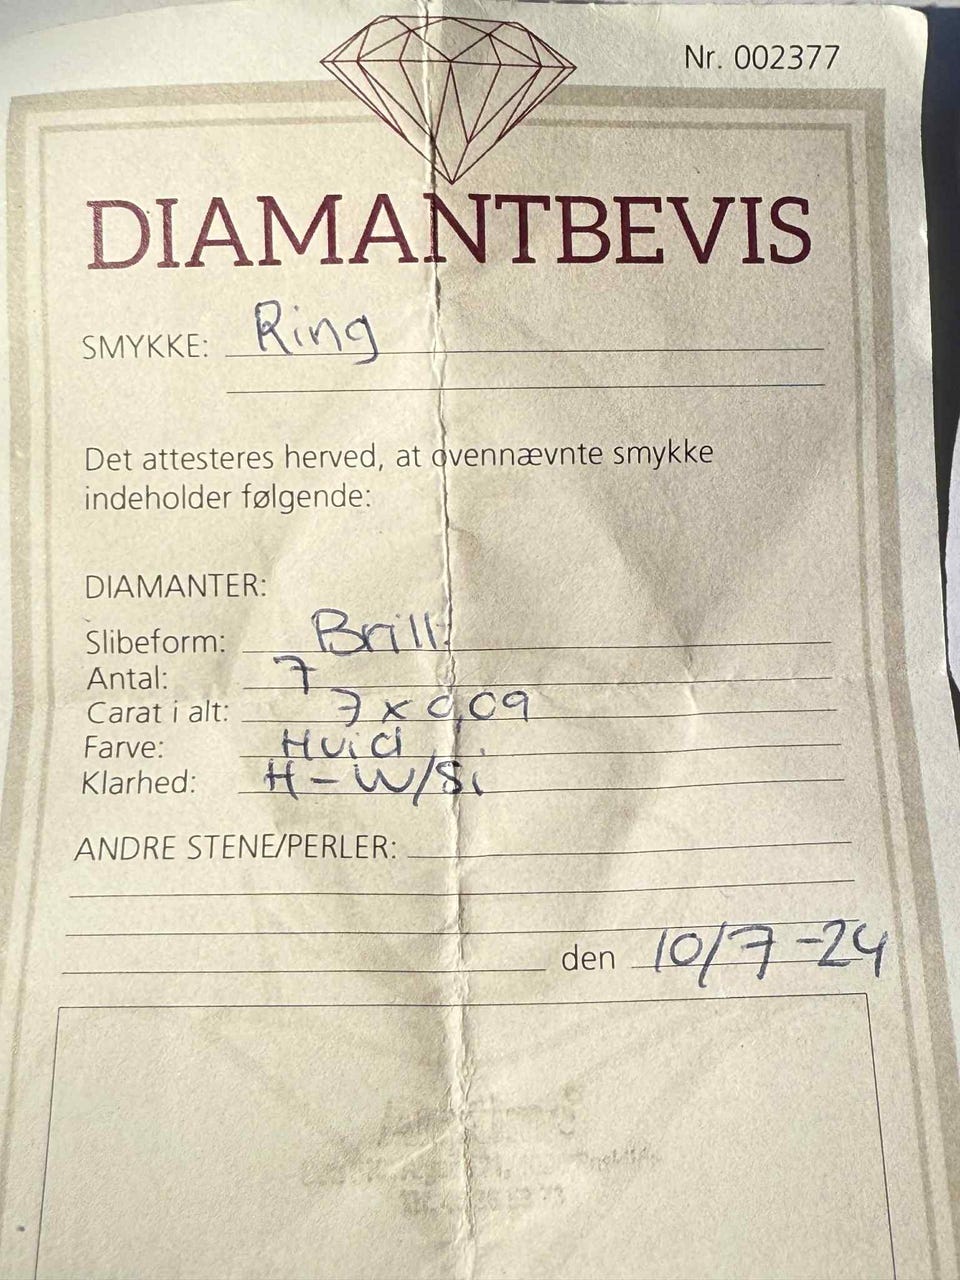 Nr. 002377
DIAMANTBEVIS
SMYKKE: Ring
Det attesteres herved, at ovennævnte smykke
indeholder følgende:
DIAMANTER:
Slibeform: Brill
Antal: 7
Carat i alt: 7 x 0,09
Farve: Hvid
Klarhed: H-W/Si
ANDRE STENE/PERLER:
den 10/7-24